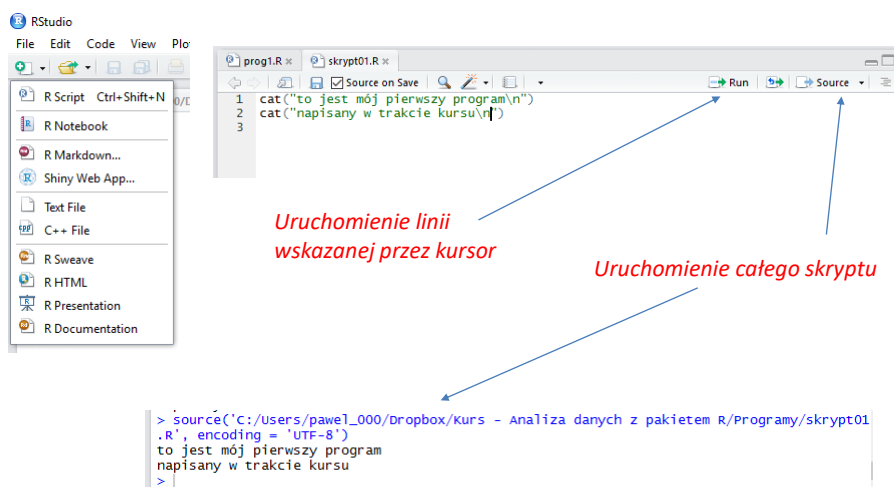 RStudio
File Edit Code View Plo
R Script Ctrl+Shift+N
R Notebook
R Markdown...
Shiny Web App...
Text File
C++ File
R Sweave
R HTML
R Presentation
R Documentation
prog1.R skrypt01.R
Source on Save Run Source
1 cat("to jest mój pierwszy program\n")
2 cat("napisany w trakcie kursu\n")
3
Uruchomienie linii
wskazanej przez kursor
Uruchomienie całego skryptu
> source('C:/Users/pawel_000/Dropbox/Kurs - Analiza danych z pakietem R/Programy/skrypt01
.R', encoding = 'UTF-8')
to jest mój pierwszy program
napisany w trakcie kursu
>